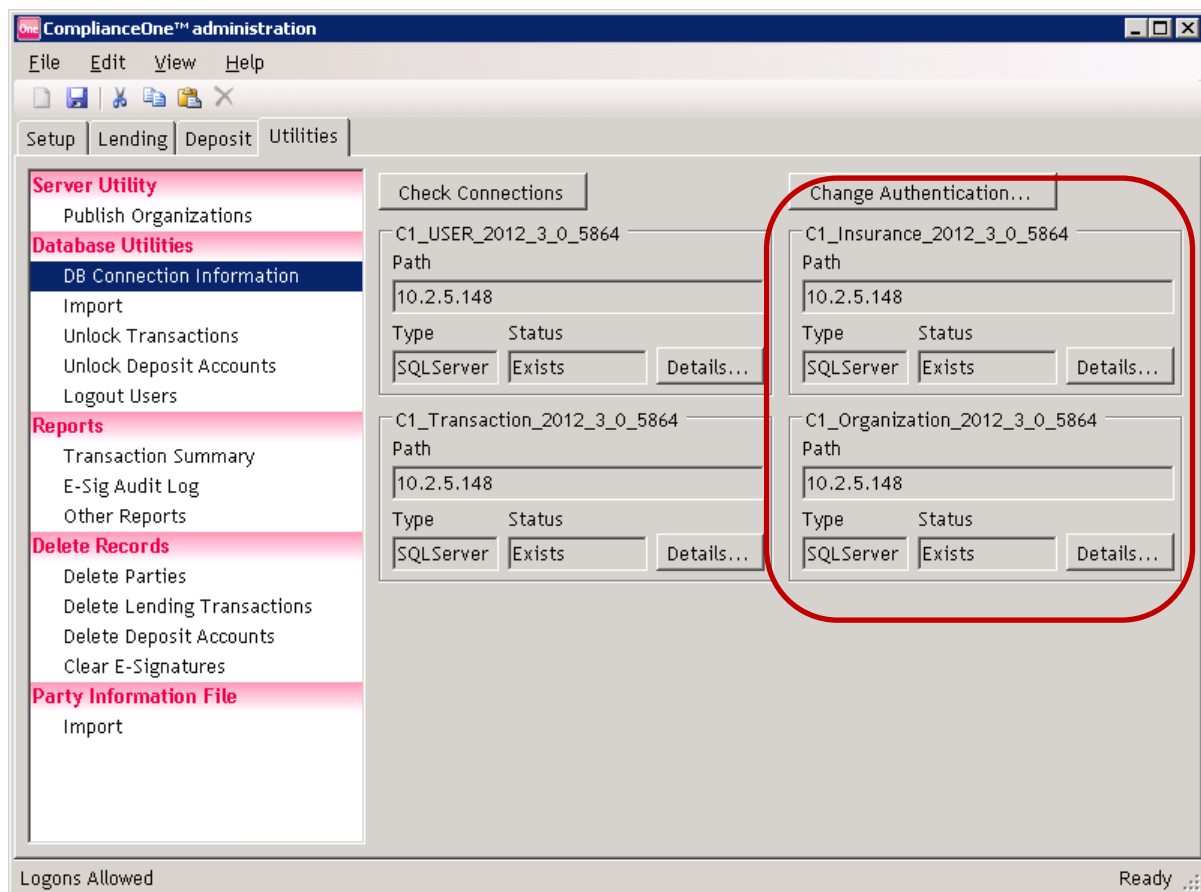 One ComplianceOne™ administration
File Edit View Help
Setup Lending Deposit Utilities
Server Utility
Publish Organizations
Database Utilities
DB Connection Information
Import
Unlock Transactions
Unlock Deposit Accounts
Logout Users
Reports
Transaction Summary
E-Sig Audit Log
Other Reports
Delete Records
Delete Parties
Delete Lending Transactions
Delete Deposit Accounts
Clear E-Signatures
Party Information File
Import
Check Connections
Change Authentication...
C1_USER_2012_3_0_5864
Path
10.2.5.148
Type Status
SQLServer Exists Details...
C1_Insurance_2012_3_0_5864
Path
10.2.5.148
Type Status
SQLServer Exists Details...
C1_Transaction_2012_3_0_5864
Path
10.2.5.148
Type Status
SQLServer Exists Details...
C1_Organization_2012_3_0_5864
Path
10.2.5.148
Type Status
SQLServer Exists Details...
Logons Allowed
Ready